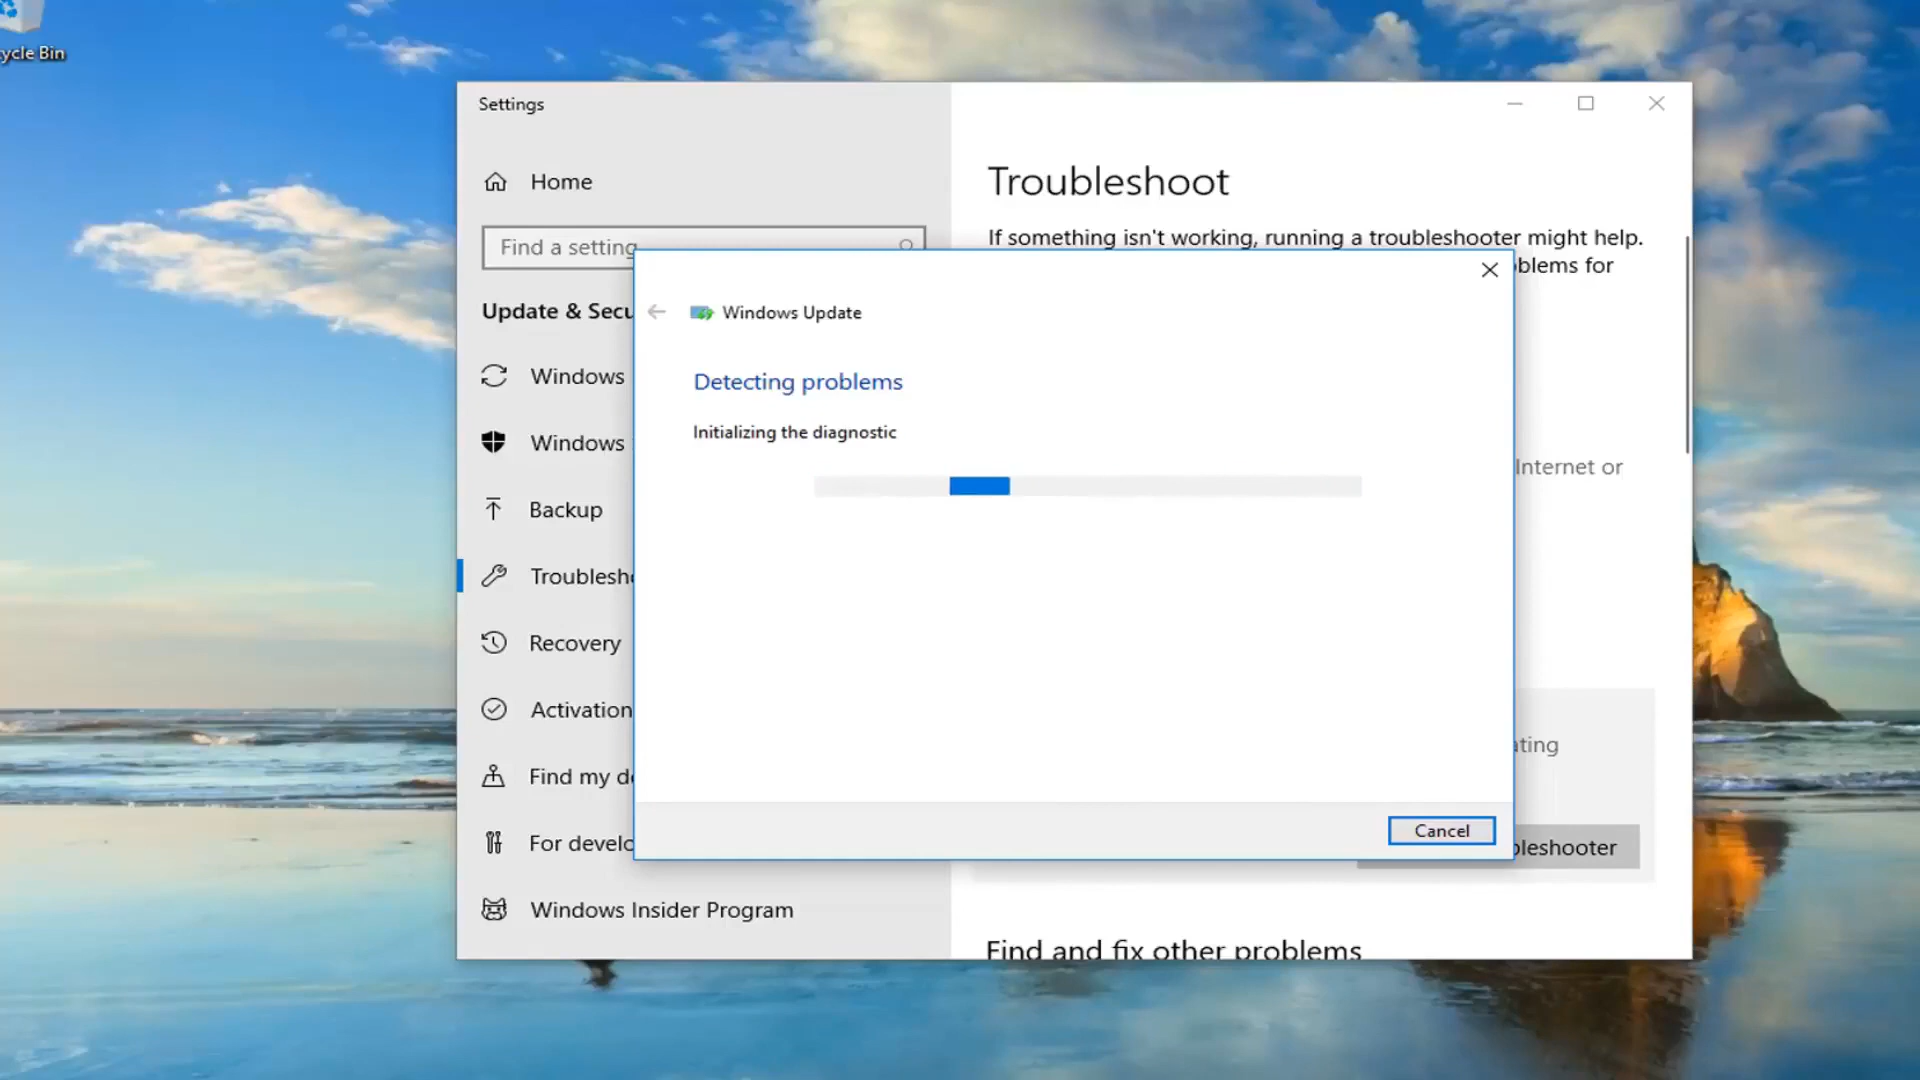 ycle Bin
Settings
Home
Find a setting
Update & Secu
Windows
Windows
Backup
Troublesh
Recovery
Activation
Find my d
For develo
Windows Insider Program
Troubleshoot
If something isn't working, running a troubleshooter might help.
blems for
Internet or
ating
bleshooter
Find and fix other problems
Windows Update
Detecting problems
Initializing the diagnostic
Cancel